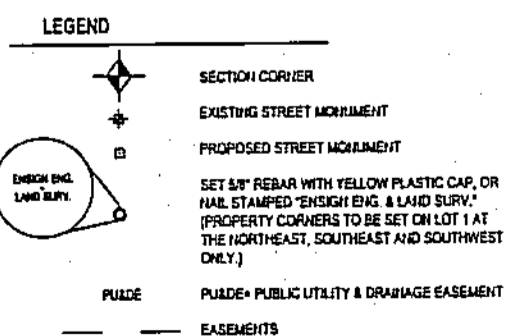 LEGEND
SECTION CORNER
EXISTING STREET MONUMENT
PROPOSED STREET MONUMENT
ENSIGN ENG.
LAND SURV.
SET 5/8" REBAR WITH YELLOW PLASTIC CAP, OR
NAIL STAMPED "ENSIGN ENG. & LAND SURV."
(PROPERTY CORNERS TO BE SET ON LOT 1 AT
THE NORTHEAST, SOUTHEAST AND SOUTHWEST
ONLY.)
PU&DE PU&DE= PUBLIC UTILITY & DRAINAGE EASEMENT
EASEMENTS